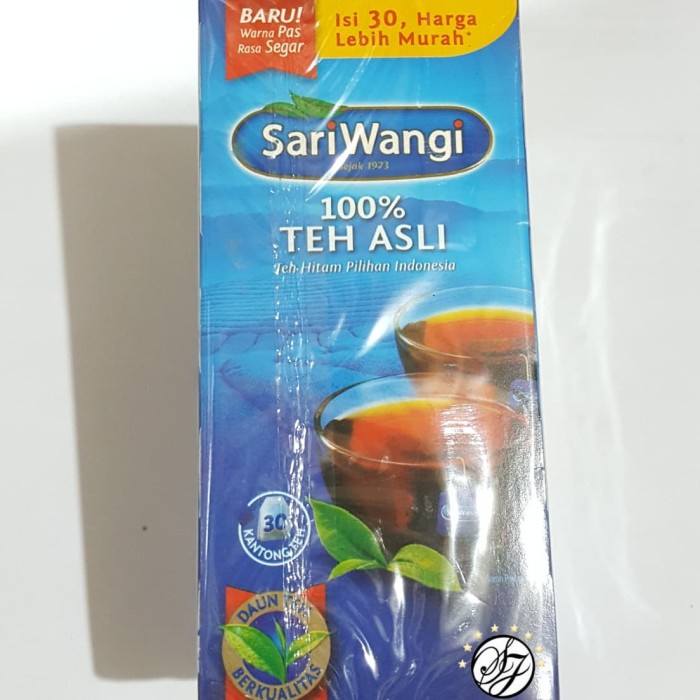 BARU!
Warna Pas
Rasa Segar
Isi 30, Harga
Lebih Murah*
SariWangi
Sejak 1973
100%
TEH ASLI
Teh Hitam Pilihan Indonesia
30
KANTONG TEH
DAUN TEH
BERKUALITAS